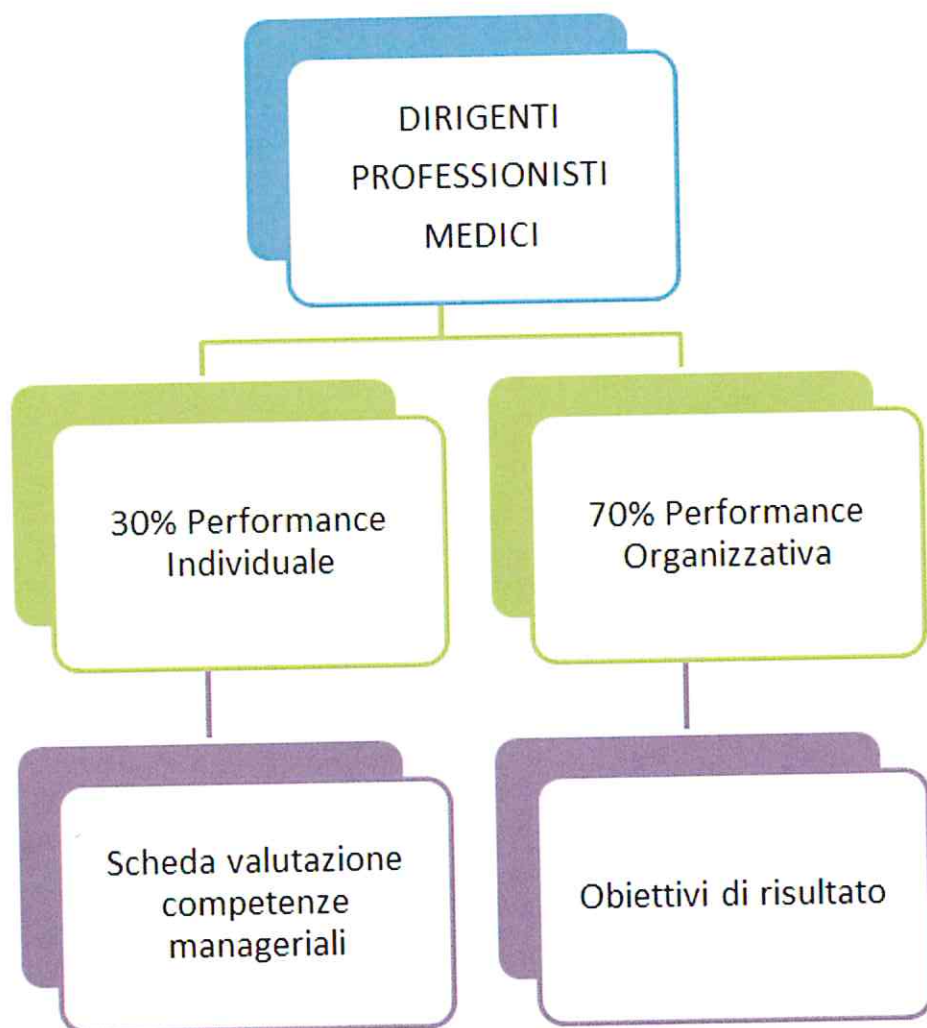 DIRIGENTI
PROFESSIONISTI
MEDICI
30% Performance
Individuale
70% Performance
Organizzativa
Scheda valutazione
competenze
manageriali
Obiettivi di risultato